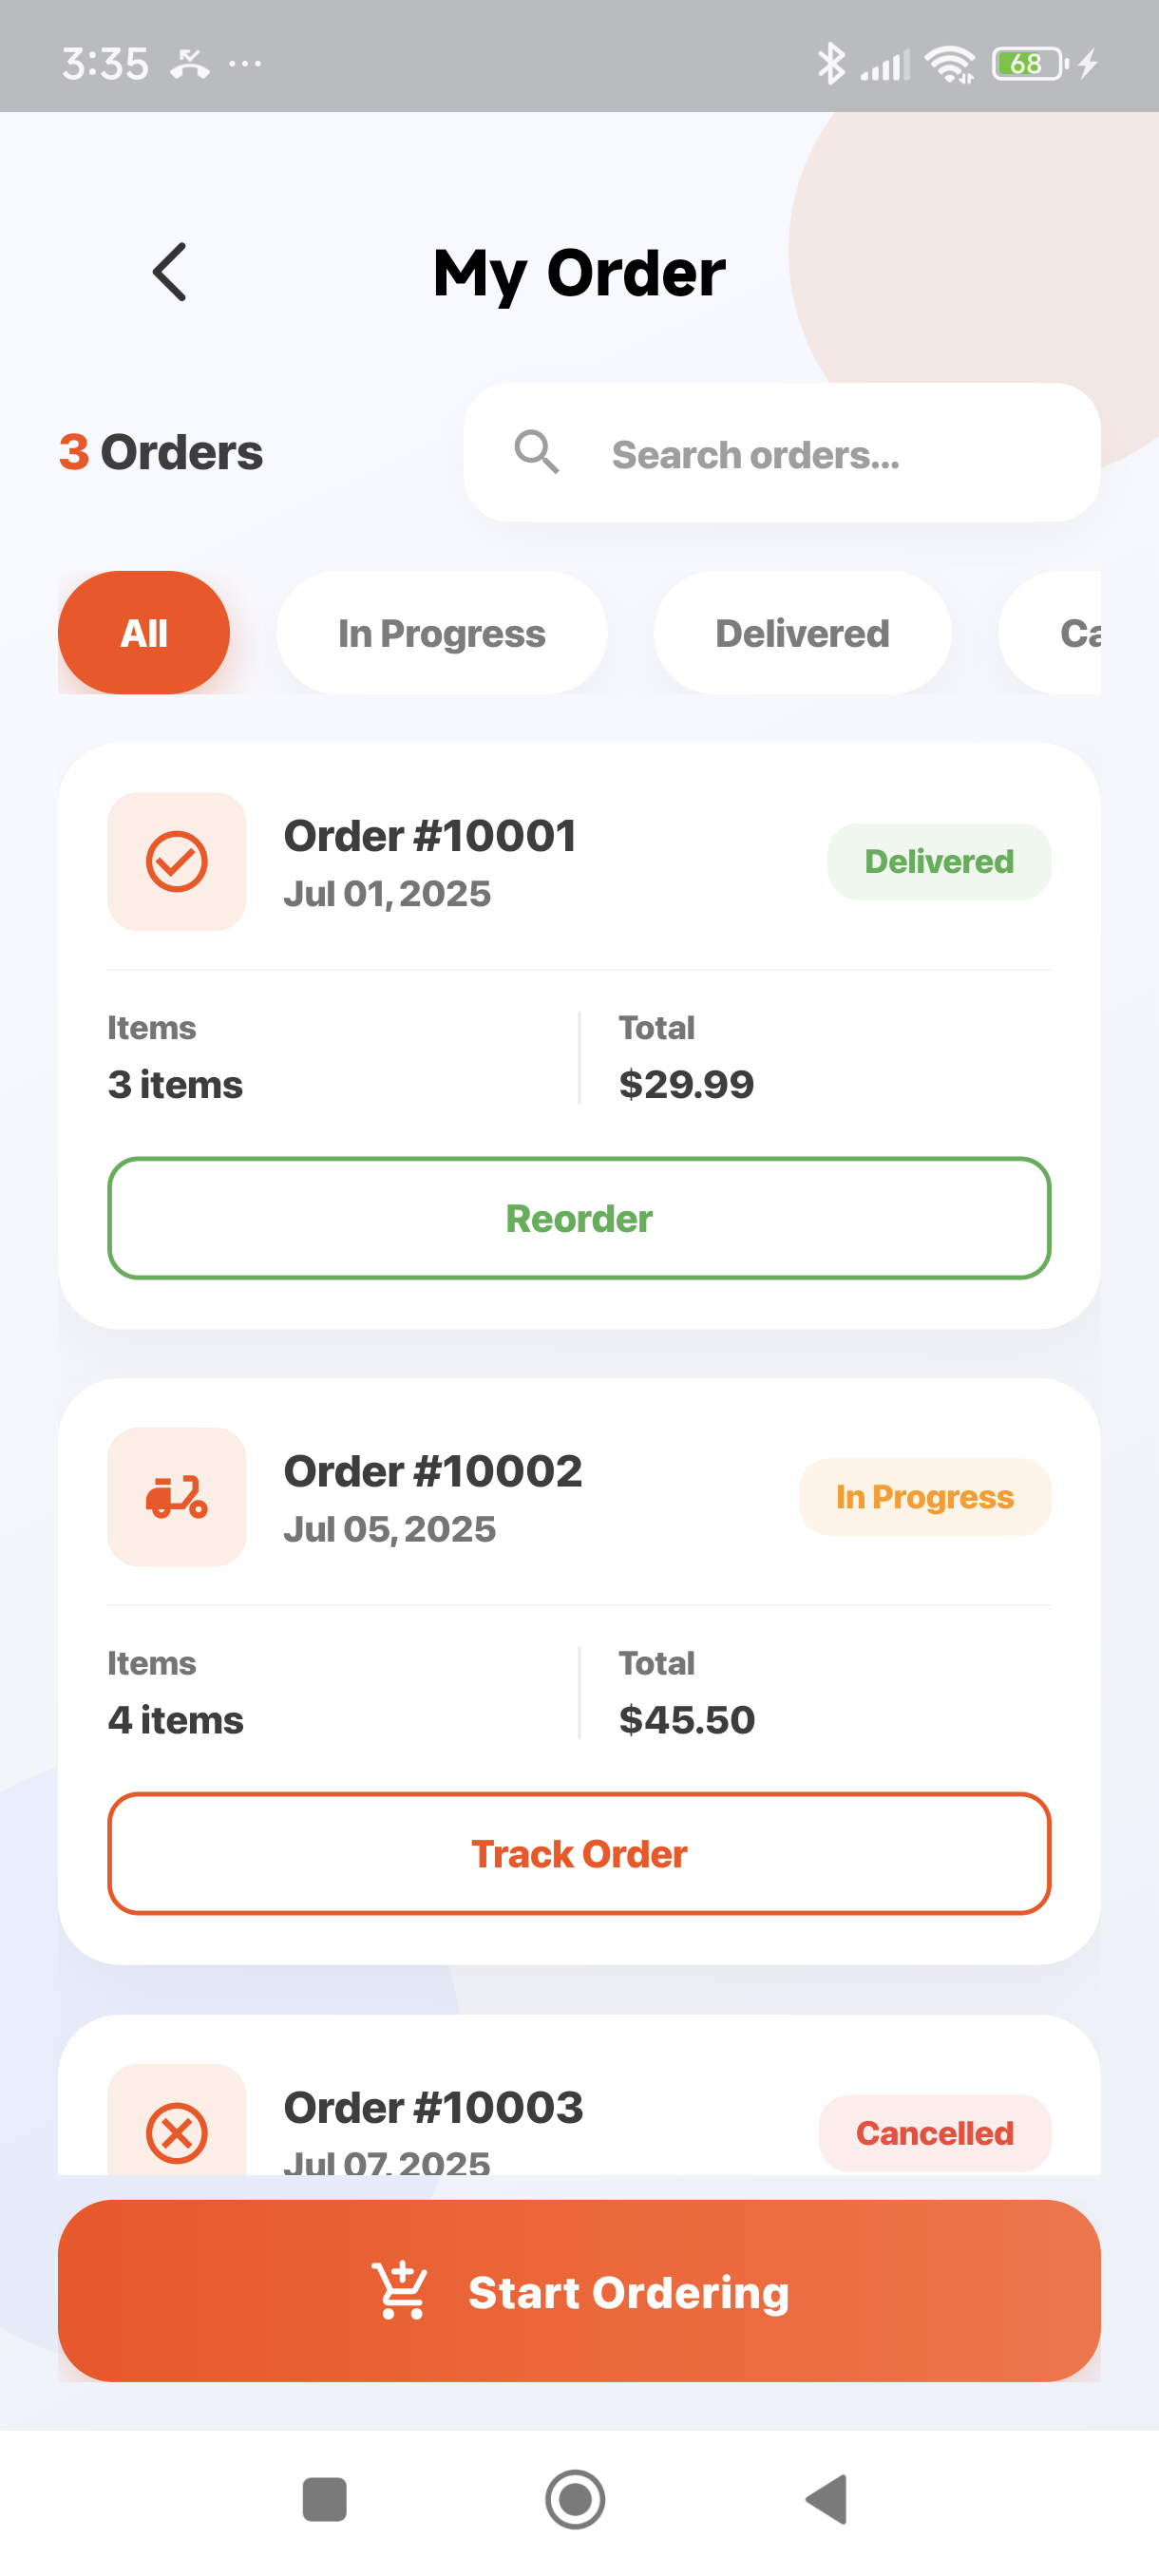 3:35 ... 68
My Order
3 Orders
Search orders...
All In Progress Delivered Ca
Order #10001
Jul 01, 2025
Delivered
Items
3 items
Total
$29.99
Reorder
Order #10002
Jul 05, 2025
In Progress
Items
4 items
Total
$45.50
Track Order
Order #10003
Jul 07, 2025
Cancelled
Start Ordering